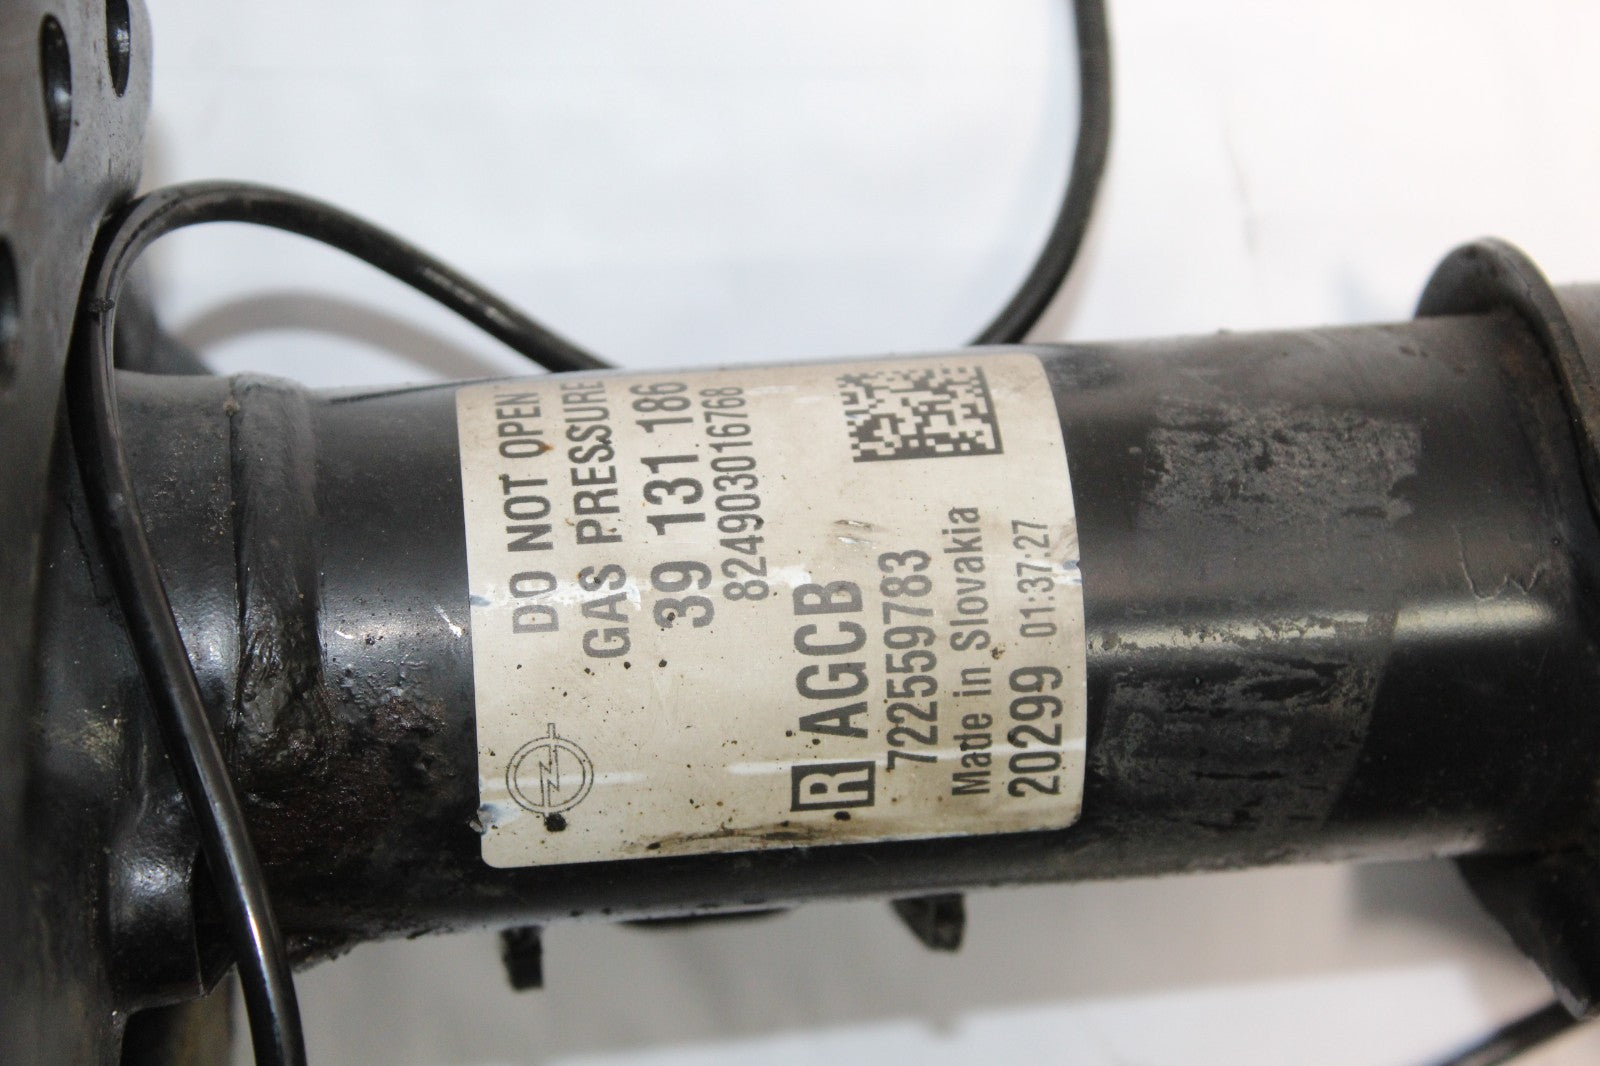 DO NOT OPEN
GAS PRESSURE
39 131 186
824903016768
R AGCB
722559783
Made in Slovakia
20299 01:37:27